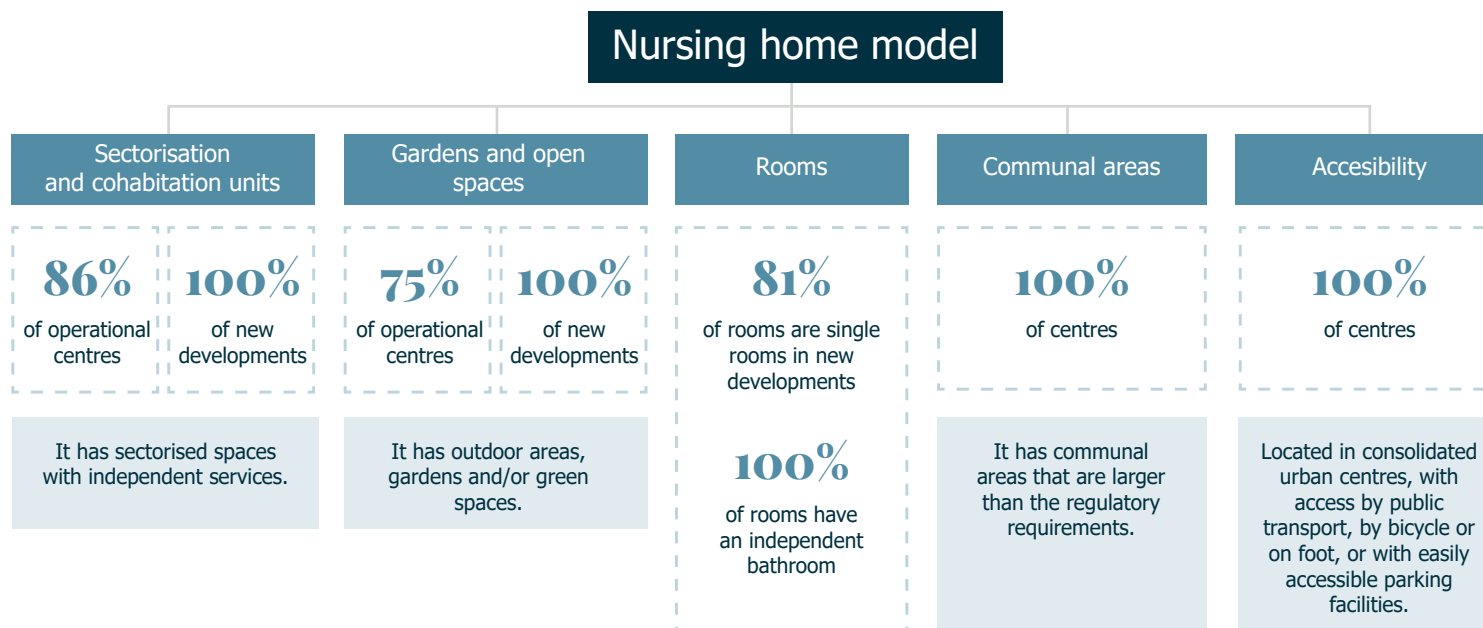 Nursing home model
Sectorisation
and cohabitation units
86%
of operational
centres
100%
of new
developments
It has sectorised spaces
with independent services.
Gardens and open
spaces
75%
of operational
centres
100%
of new
developments
It has outdoor areas,
gardens and/or green
spaces.
Rooms
81%
of rooms are single
rooms in new
developments
100%
of rooms have
an independent
bathroom
Communal areas
100%
of centres
It has communal
areas that are larger
than the regulatory
requirements.
Accesibility
100%
of centres
Located in consolidated
urban centres, with
access by public
transport, by bicycle or
on foot, or with easily
accessible parking
facilities.